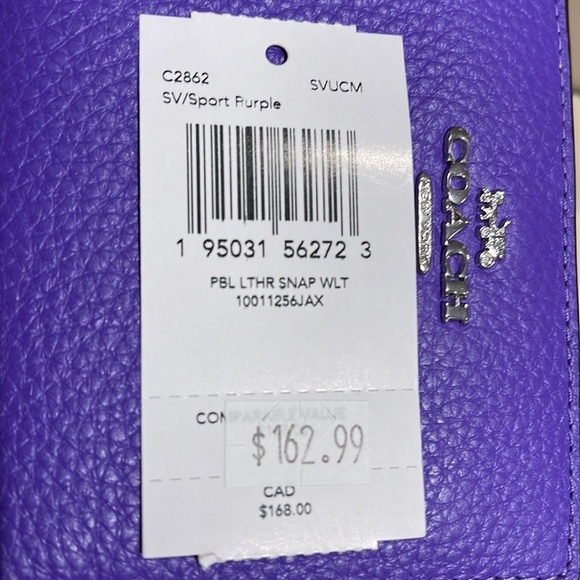 C2862 SVUCM
SV/Sport Purple
1 95031 56272 3
PBL LTHR SNAP WLT
10011256JAX
COMPARABLE VALUE
$162.99
CAD
$168.00
COACH